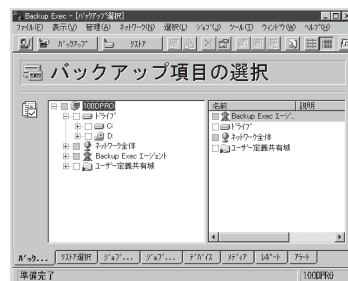 Backup Exec - [ﾊﾞｯｸｱｯﾌﾟ選択]
ﾌｧｲﾙ(F) 表示(V) 管理(A) ﾈｯﾄﾜｰｸ(N) 選択(L) ｼﾞｮﾌﾞ(J) ﾂｰﾙ(T) ｳｨﾝﾄﾞｳ(W) ﾍﾙﾌﾟ(H)
ﾊﾞｯｸｱｯﾌﾟ ﾘｽﾄｱ
バックアップ項目の選択
100DPRO
ﾄﾞﾗｲﾌﾞ
C:
D:
ﾈｯﾄﾜｰｸ全体
Backup Exec ｴｰｼﾞｪﾝﾄ
ﾕｰｻﾞｰ定義共有域
名前 説明
Backup Exec ｴｰｼﾞ...
ﾄﾞﾗｲﾌﾞ
ﾈｯﾄﾜｰｸ全体
ﾕｰｻﾞｰ定義共有域
ﾊﾞｯｸ... ﾘｽﾄｱ選択 ｼﾞｮﾌﾞ... ｼﾞｮﾌﾞ... ﾃﾞﾊﾞｲｽ ﾒﾃﾞｨｱ ﾚﾎﾟｰﾄ ｱﾗｰﾄ
準備完了 100DPRO